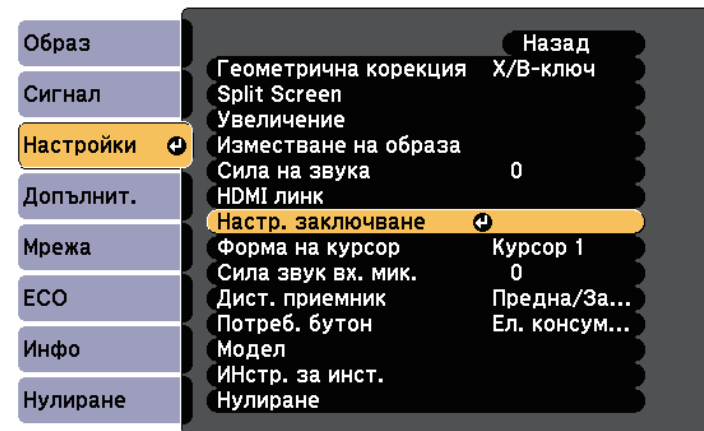 Образ
Сигнал
Настройки
Допълнит.
Мрежа
ECO
Инфо
Нулиране
Назад
Геометрична корекция X/B-ключ
Split Screen
Увеличение
Изместване на образа
Сила на звука 0
HDMI линк
Настр. заключване
Форма на курсор Курсор 1
Сила звук вх. мик. 0
Дист. приемник Предна/За...
Потреб. бутон Ел. консум...
Модел
ИНстр. за инст.
Нулиране